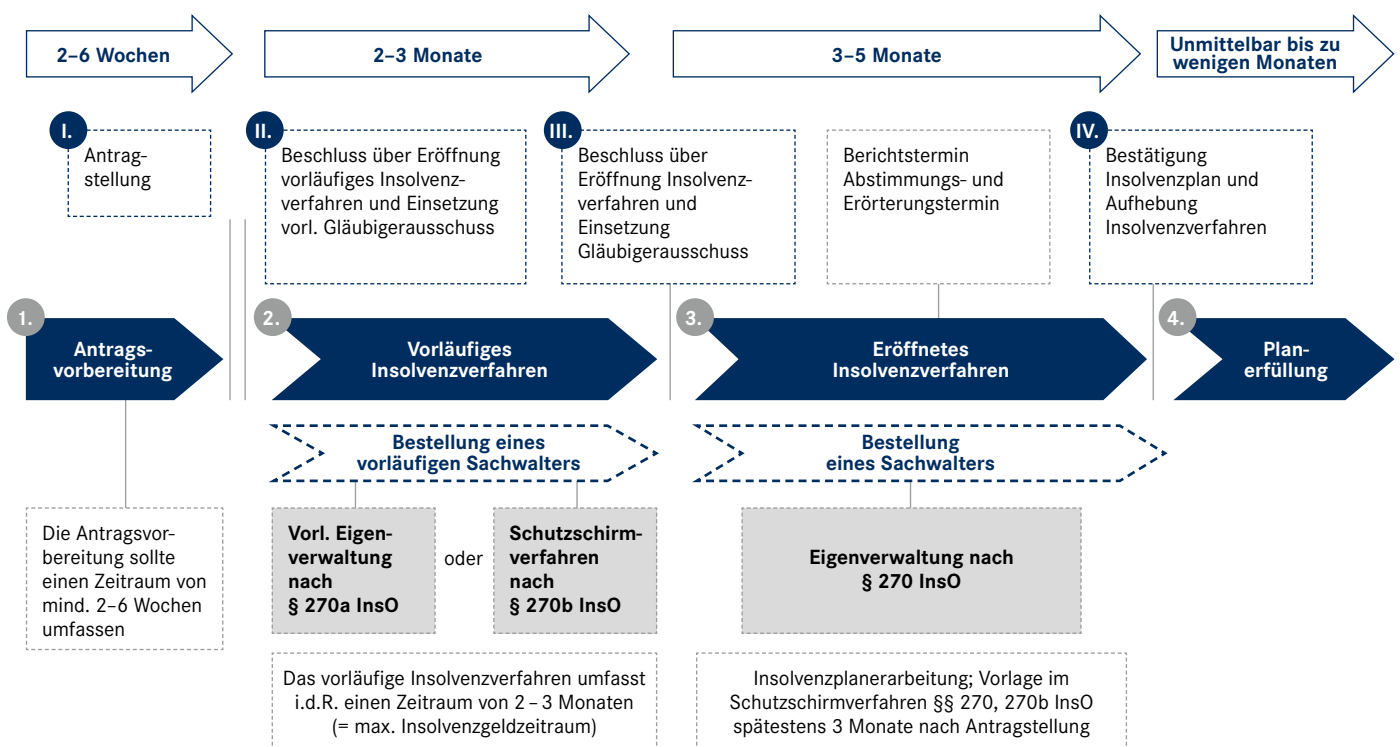 2–6 Wochen
2–3 Monate
3–5 Monate
Unmittelbar bis zu
wenigen Monaten
I.
Antrag-
stellung
II.
Beschluss über Eröffnung
vorläufiges Insolvenz-
verfahren und Einsetzung
vorl. Gläubigerausschuss
III.
Beschluss über
Eröffnung Insolvenz-
verfahren und
Einsetzung
Gläubigerausschuss
Berichtstermin
Abstimmungs- und
Erörterungstermin
IV.
Bestätigung
Insolvenzplan und
Aufhebung
Insolvenzverfahren
1.
Antrags-
vorbereitung
2.
Vorläufiges
Insolvenzverfahren
3.
Eröffnetes
Insolvenzverfahren
4.
Plan-
erfüllung
Bestellung eines
vorläufigen Sachwalters
Bestellung
eines Sachwalters
Die Antragsvor-
bereitung sollte
einen Zeitraum von
mind. 2–6 Wochen
umfassen
Vorl. Eigen-
verwaltung
nach
§ 270a InsO
oder
Schutzschirm-
verfahren
nach
§ 270b InsO
Eigenverwaltung nach
§ 270 InsO
Das vorläufige Insolvenzverfahren umfasst
i.d.R. einen Zeitraum von 2 – 3 Monaten
(= max. Insolvenzgeldzeitraum)
Insolvenzplanerarbeitung; Vorlage im
Schutzschirmverfahren §§ 270, 270b InsO
spätestens 3 Monate nach Antragstellung